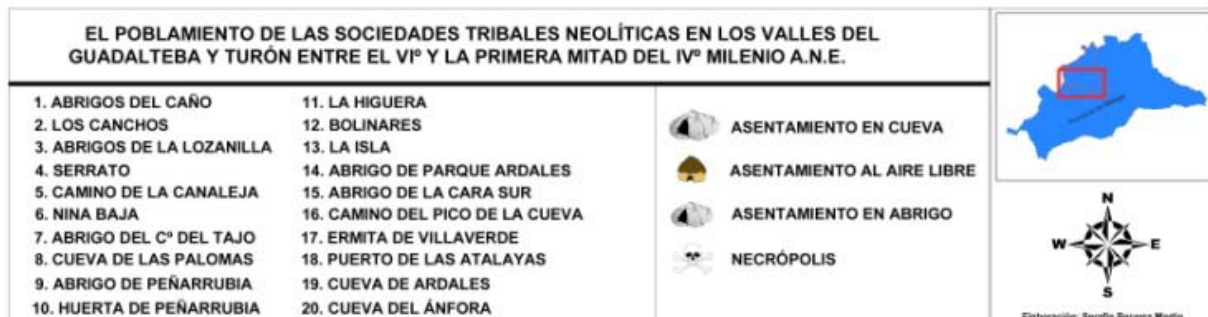 EL POBLAMIENTO DE LAS SOCIEDADES TRIBALES NEOLÍTICAS EN LOS VALLES DEL
GUADALTEBA Y TURÓN ENTRE EL VIº Y LA PRIMERA MITAD DEL IVº MILENIO A.N.E.
1. ABRIGOS DEL CAÑO
2. LOS CANCHOS
3. ABRIGOS DE LA LOZANILLA
4. SERRATO
5. CAMINO DE LA CANALEJA
6. NINA BAJA
7. ABRIGO DEL Cº DEL TAJO
8. CUEVA DE LAS PALOMAS
9. ABRIGO DE PEÑARRUBIA
10. HUERTA DE PEÑARRUBIA
11. LA HIGUERA
12. BOLINARES
13. LA ISLA
14. ABRIGO DE PARQUE ARDALES
15. ABRIGO DE LA CARA SUR
16. CAMINO DEL PICO DE LA CUEVA
17. ERMITA DE VILLAVERDE
18. PUERTO DE LAS ATALAYAS
19. CUEVA DE ARDALES
20. CUEVA DEL ÁNFORA
ASENTAMIENTO EN CUEVA
ASENTAMIENTO AL AIRE LIBRE
ASENTAMIENTO EN ABRIGO
NECRÓPOLIS
N
W E
S
Elaboración: Serafín Becerra Martín